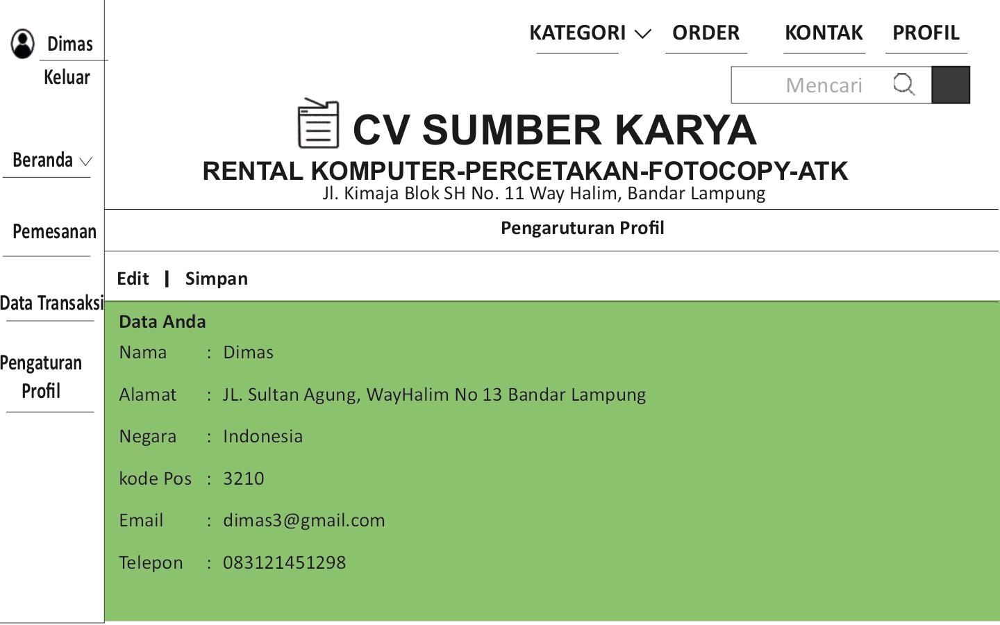 Dimas
Keluar
Beranda
Pemesanan
Data Transaksi
Pengaturan
Profil
KATEGORI ORDER KONTAK PROFIL
Mencari
CV SUMBER KARYA
RENTAL KOMPUTER-PERCETAKAN-FOTOCOPY-ATK
Jl. Kimaja Blok SH No. 11 Way Halim, Bandar Lampung
Pengaruturan Profil
Edit | Simpan
Data Anda
Nama : Dimas
Alamat : JL. Sultan Agung, WayHalim No 13 Bandar Lampung
Negara : Indonesia
kode Pos : 3210
Email : dimas3@gmail.com
Telepon : 083121451298